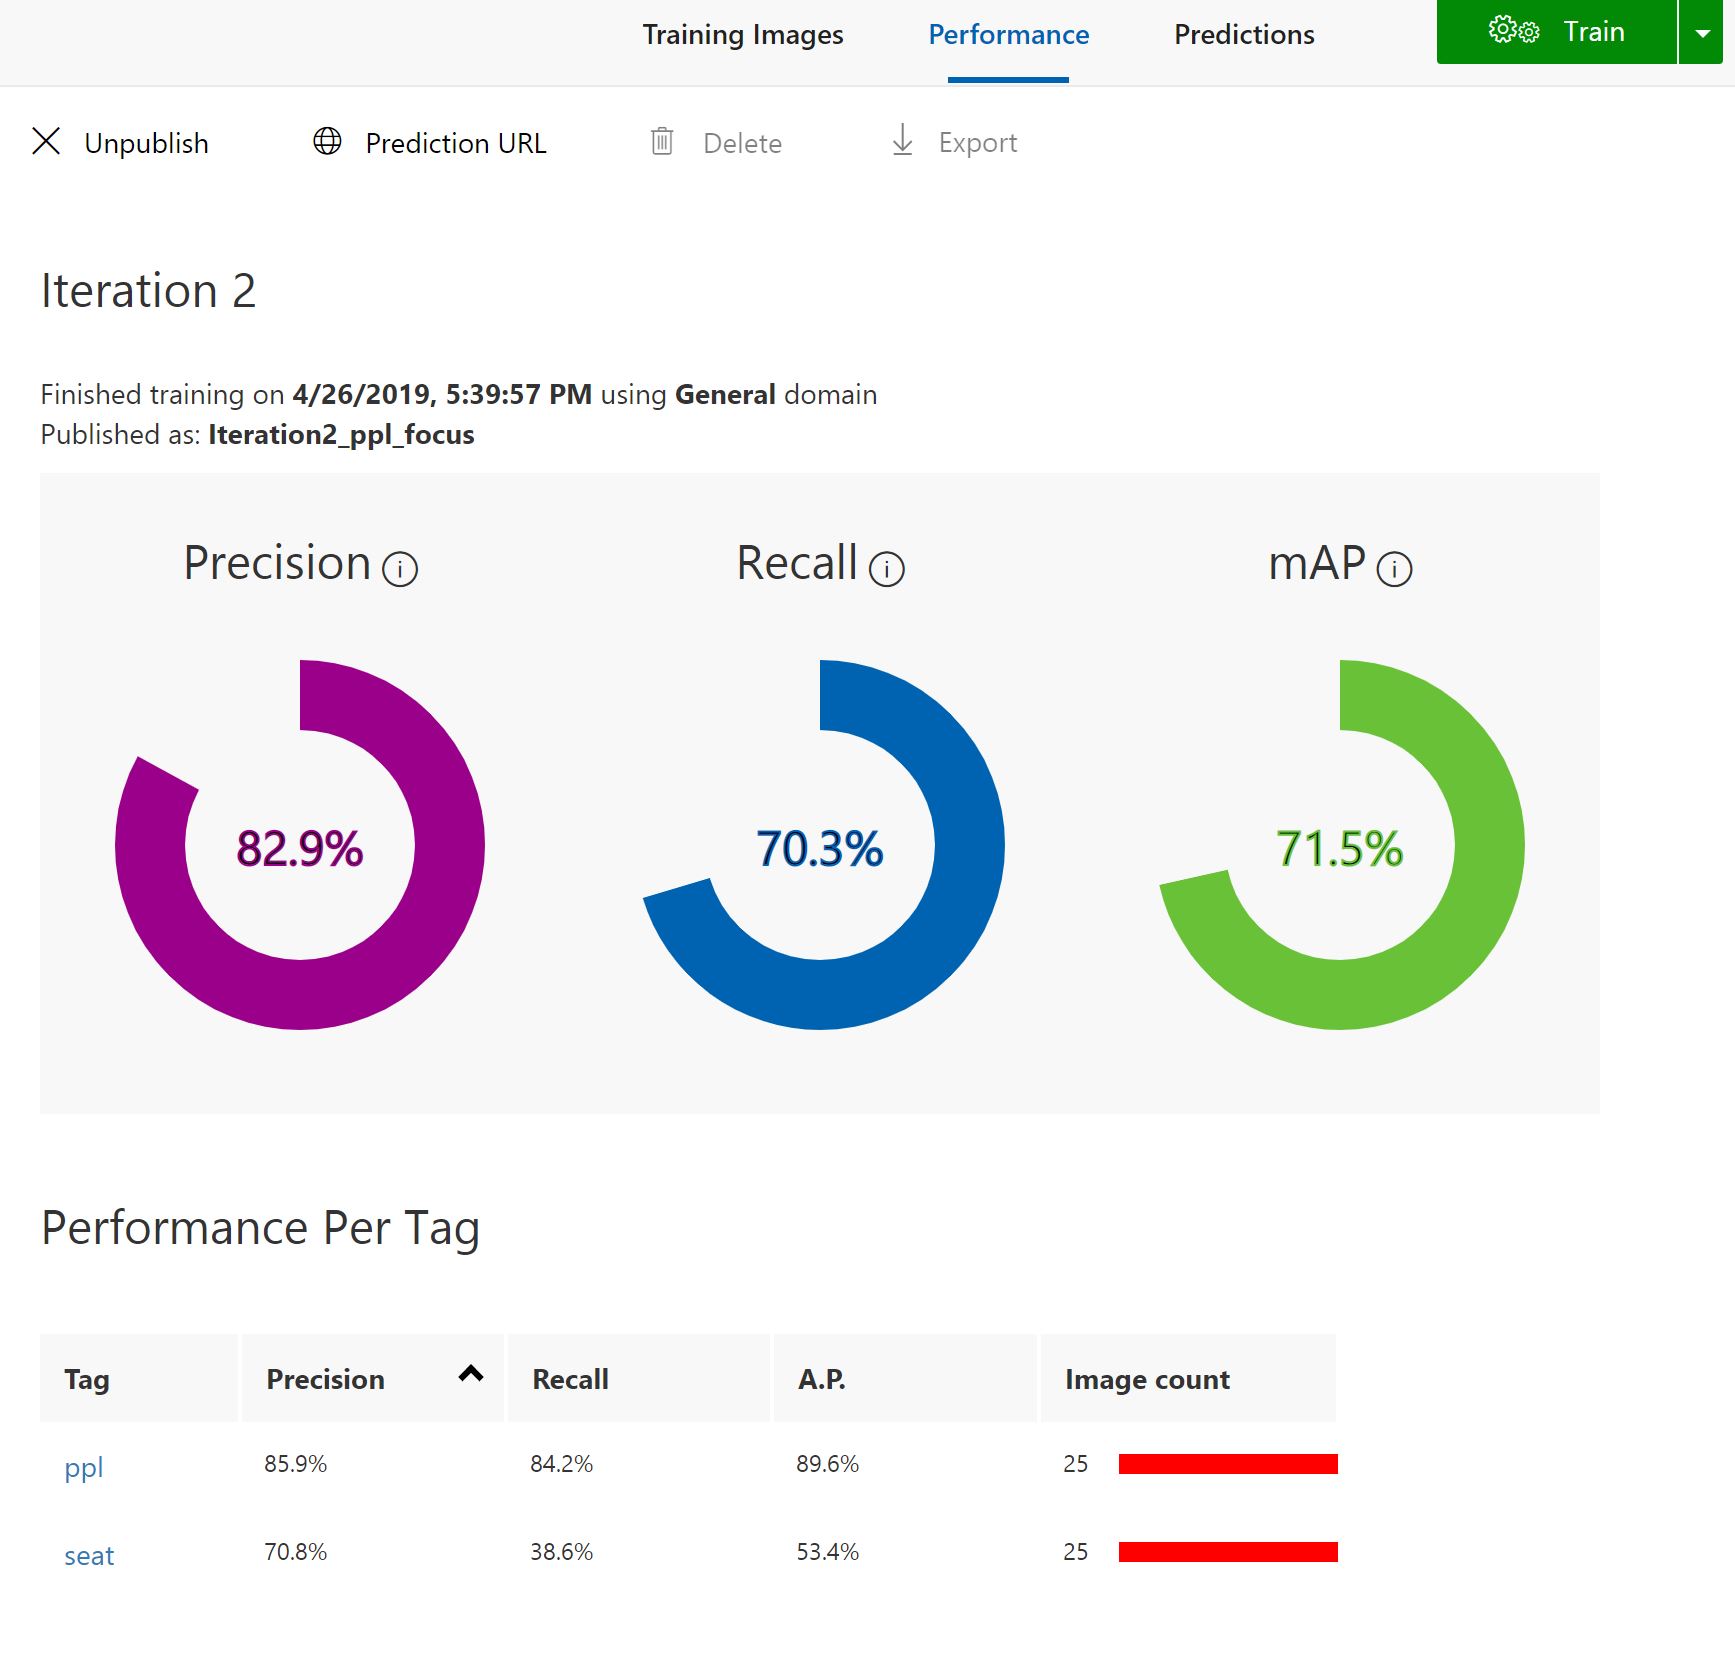 Training Images Performance Predictions Train
Unpublish Prediction URL Delete Export
Iteration 2
Finished training on 4/26/2019, 5:39:57 PM using General domain
Published as: Iteration2_ppl_focus
Precision i Recall i mAP i
82.9% 70.3% 71.5%
Performance Per Tag
Tag Precision Recall A.P. Image count
ppl 85.9% 84.2% 89.6% 25
seat 70.8% 38.6% 53.4% 25